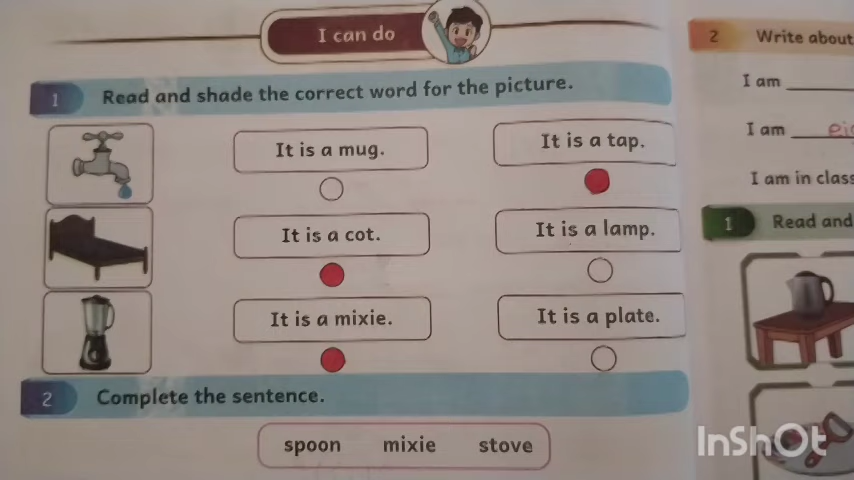 I can do
1 Read and shade the correct word for the picture.
It is a mug. It is a tap.
It is a cot. It is a lamp.
It is a mixie. It is a plate.
2 Complete the sentence.
spoon mixie stove
2 Write about
I am
I am
I am in class
1 Read and
InShOt